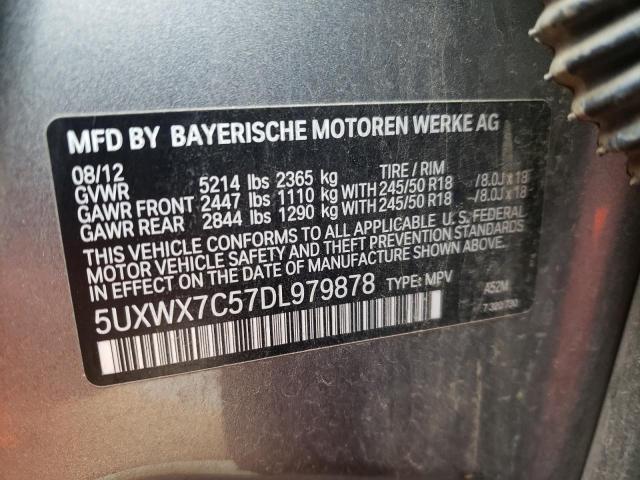 MFD BY BAYERISCHE MOTOREN WERKE AG
08/12 TIRE / RIM
GVWR 5214 lbs 2365 kg
GAWR FRONT 2447 lbs 1110 kg WITH 245/50 R18 / 8.0J x 18
GAWR REAR 2844 lbs 1290 kg WITH 245/50 R18 / 8.0J x 18
THIS VEHICLE CONFORMS TO ALL APPLICABLE U.S. FEDERAL
MOTOR VEHICLE SAFETY AND THEFT PREVENTION STANDARDS
IN EFFECT ON THE DATE OF MANUFACTURE SHOWN ABOVE.
5UXWX7C57DL979878 TYPE: MPV A52M